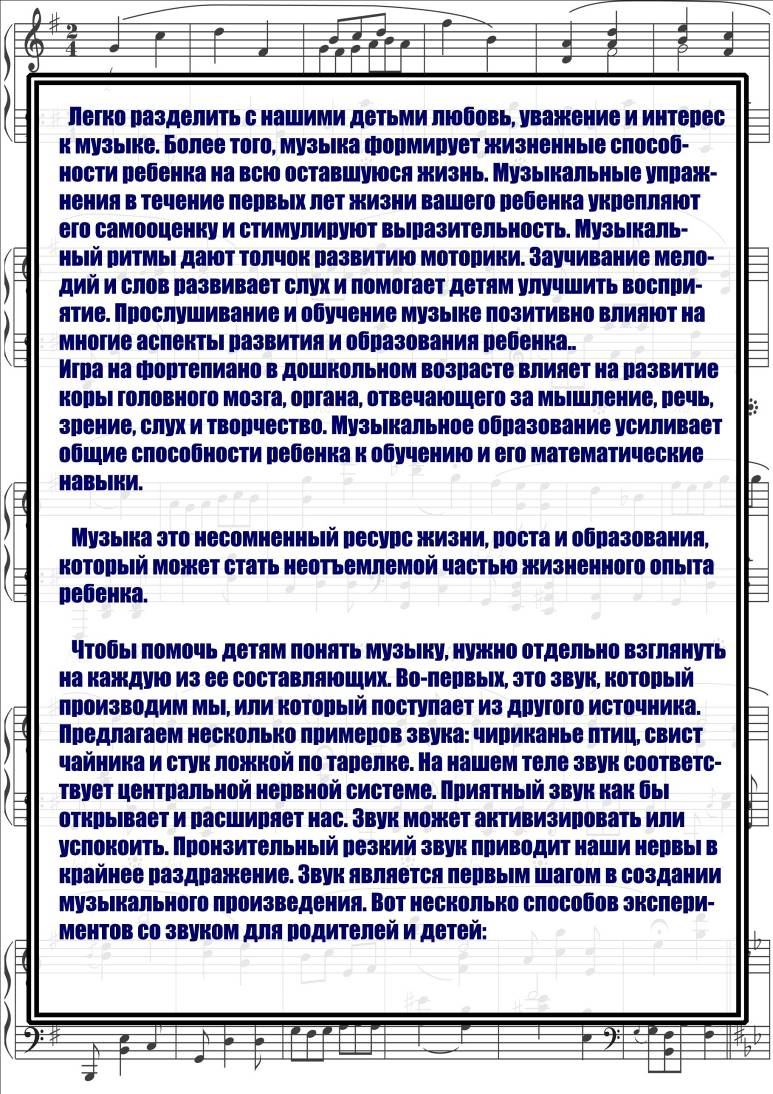 Легко разделить с нашими детьми любовь, уважение и интерес
к музыке. Более того, музыка формирует жизненные способ-
ности ребенка на всю оставшуюся жизнь. Музыкальные упраж-
нения в течение первых лет жизни вашего ребенка укрепляют
его самооценку и стимулируют выразительность. Музыкаль-
ный ритмы дают толчок развитию моторики. Заучивание мело-
дий и слов развивает слух и помогает детям улучшить воспри-
ятие. Прослушивание и обучение музыке позитивно влияют на
многие аспекты развития и образования ребенка..
Игра на фортепиано в дошкольном возрасте влияет на развитие
коры головного мозга, органа, отвечающего за мышление, речь,
зрение, слух и творчество. Музыкальное образование усиливает
общие способности ребенка к обучению и его математические
навыки.
Музыка это несомненный ресурс жизни, роста и образования,
который может стать неотъемлемой частью жизненного опыта
ребенка.
Чтобы помочь детям понять музыку, нужно отдельно взглянуть
на каждую из ее составляющих. Во-первых, это звук, который
производим мы, или который поступает из другого источника.
Предлагаем несколько примеров звука: чириканье птиц, свист
чайника и стук ложкой по тарелке. На нашем теле звук соответс-
твует центральной нервной системе. Приятный звук как бы
открывает и расширяет нас. Звук может активизировать или
успокоить. Пронзительный резкий звук приводит наши нервы в
крайнее раздражение. Звук является первым шагом в создании
музыкального произведения. Вот несколько способов экспери-
ментов со звуком для родителей и детей: